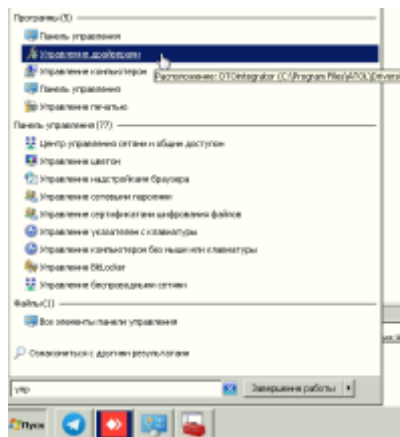 Программы (5)
Панель управления
Управление драйверами
Управление компьютером
Расположение: DTOintegrator (C:\Program Files\ATOL\Drivers
Панель управления
Управление печатью
Панель управления (77)
Центр управления сетями и общим доступом
Управление цветом
Управление надстройками браузера
Управление сетевыми паролями
Управление сертификатами шифрования файлов
Управление указателем с клавиатуры
Управление компьютером без мыши или клавиатуры
Управление BitLocker
Управление беспроводными сетями
Файлы (1)
Все элементы панели управления
Ознакомиться с другими результатами
упр
Завершение работы
Пуск